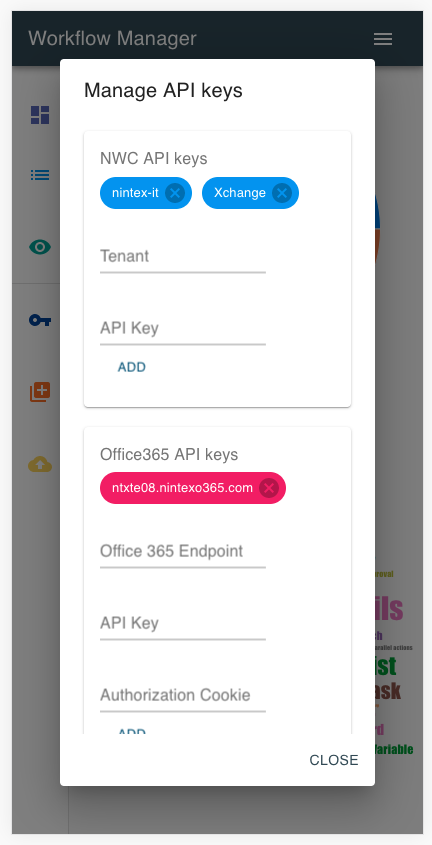 Workflow Manager
Manage API keys
NWC API keys
nintex-it
Xchange
Tenant
API Key
ADD
Office365 API keys
ntxte08.nintexo365.com
Office 365 Endpoint
API Key
Authorization Cookie
ADD
CLOSE